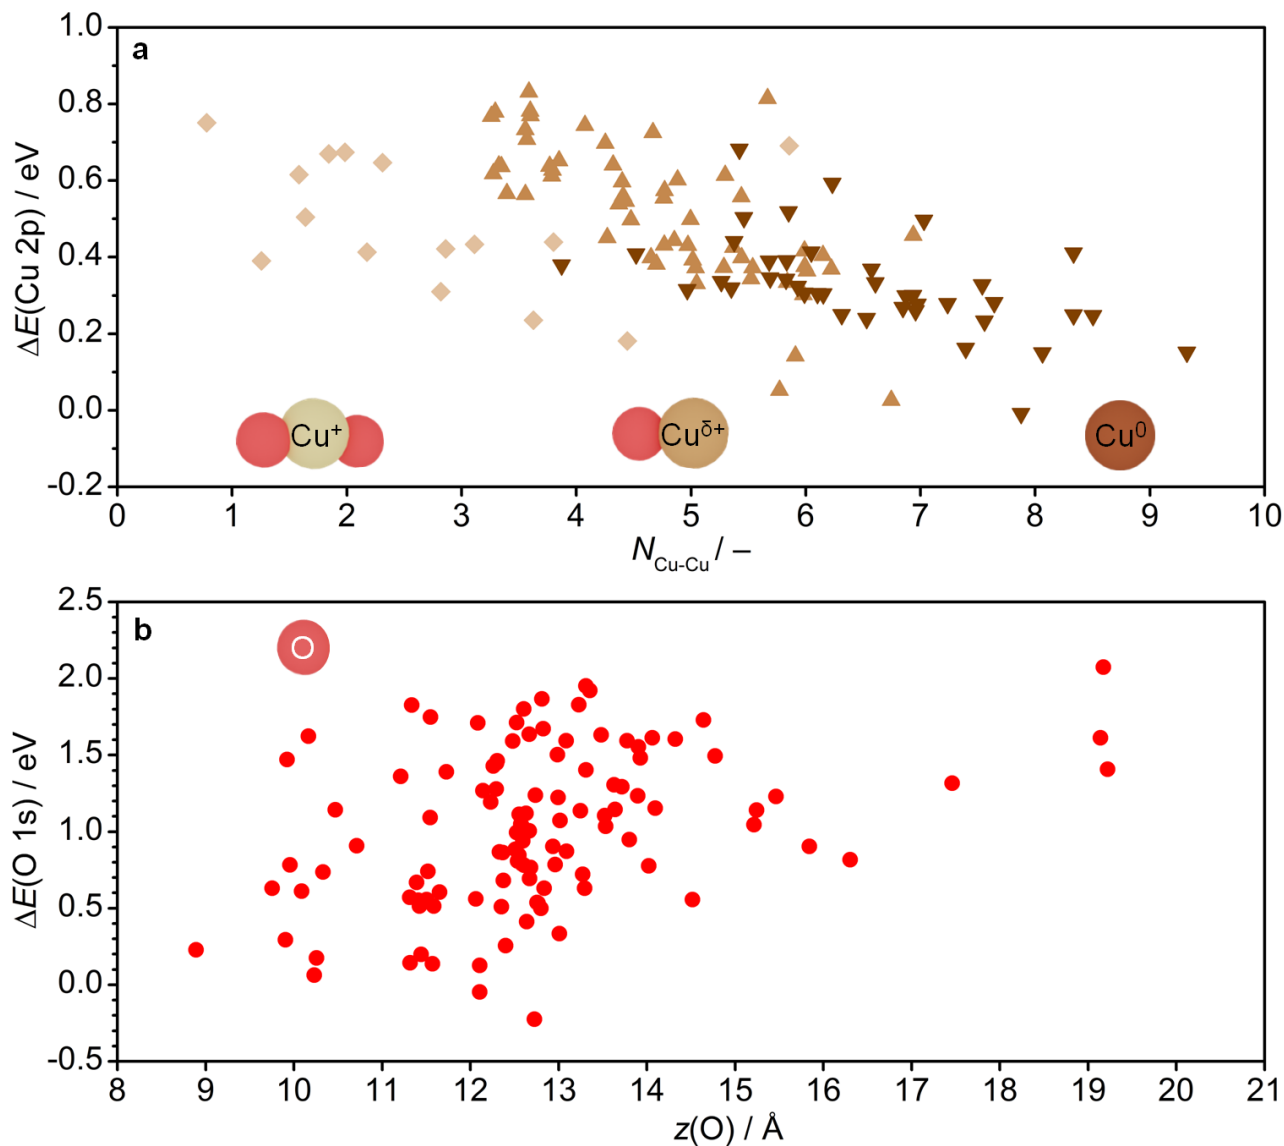 a
1.0
0.8
0.6
0.4
0.2
0.0
-0.2
ΔE(Cu 2p) / eV
Cu⁺
Cuᵟ⁺
Cu⁰
0 1 2 3 4 5 6 7 8 9 10
N_Cu-Cu / –
b
O
2.5
2.0
1.5
1.0
0.5
0.0
-0.5
ΔE(O 1s) / eV
8 9 10 11 12 13 14 15 16 17 18 19 20 21
z(O) / Å